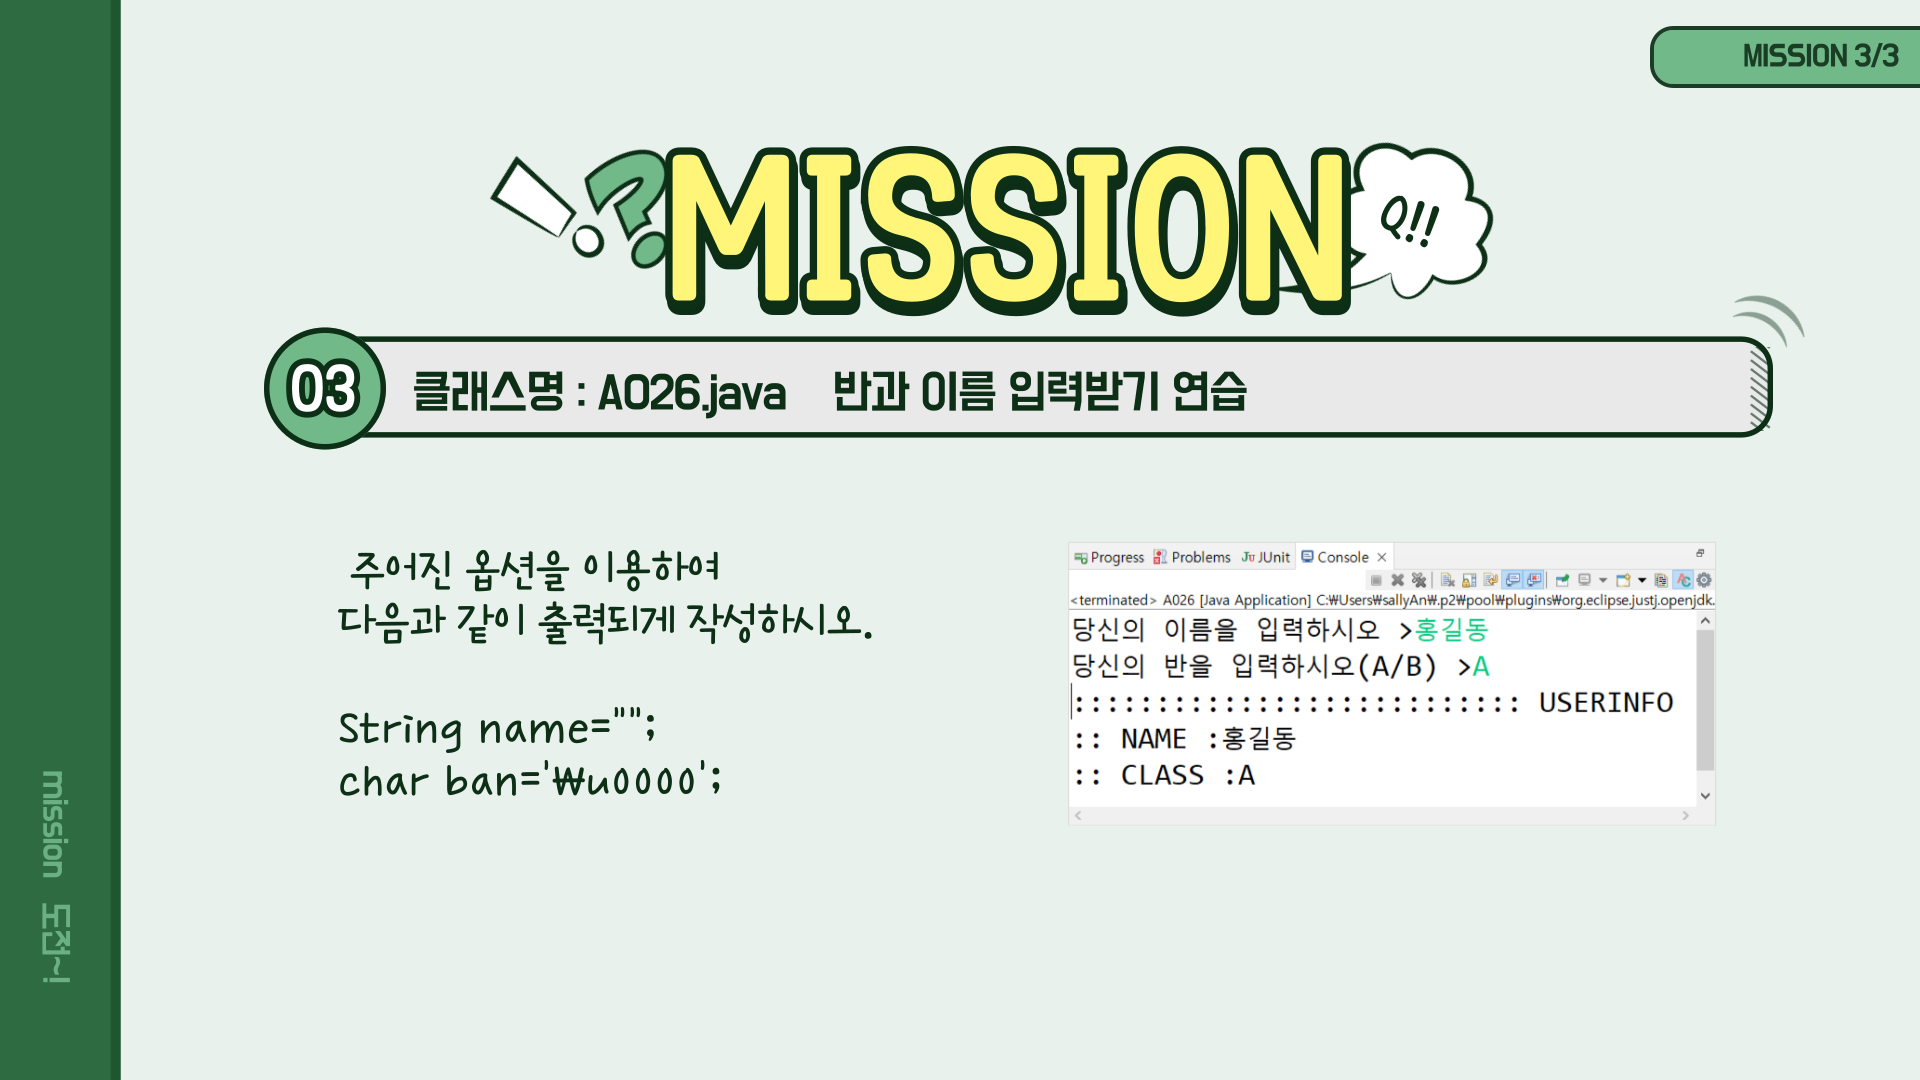 MISSION 3/3
MISSION
Q!!
03
클래스명 : A026.java 반과 이름 입력받기 연습
주어진 옵션을 이용하여
다음과 같이 출력되게 작성하시오.
String name="";
char ban='₩u0000';
Progress Problems JUnit Console
<terminated> A026 [Java Application] C:₩Users₩sallyAn₩.p2₩pool₩plugins₩org.eclipse.justj.openjdk.
당신의 이름을 입력하시오 >홍길동
당신의 반을 입력하시오(A/B) >A
::::::::::::::::::::::::::: USERINFO
:: NAME :홍길동
:: CLASS :A
mission 도전~!